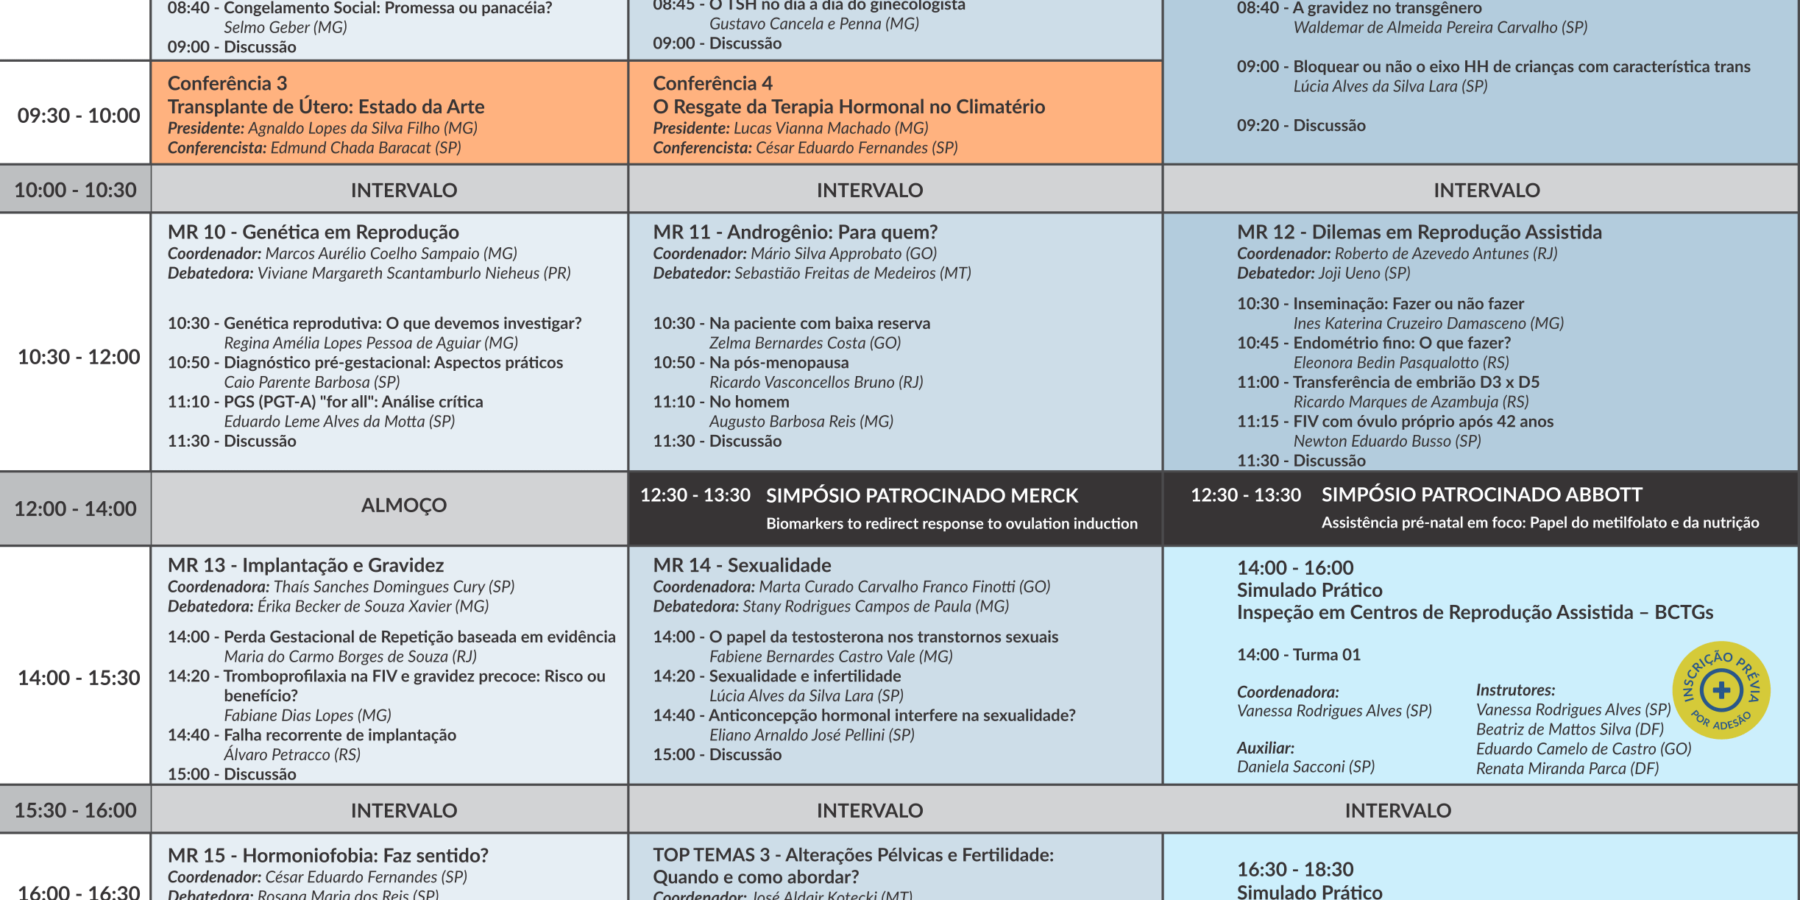 08:40 - Congelamento Social: Promessa ou panacéia?
Selmo Geber (MG)
09:00 - Discussão
08:45 - O TSH no dia a dia do ginecologista
Gustavo Cancela e Penna (MG)
09:00 - Discussão
08:40 - A gravidez no transgênero
Waldemar de Almeida Pereira Carvalho (SP)
09:00 - Bloquear ou não o eixo HH de crianças com característica trans
Lúcia Alves da Silva Lara (SP)
09:20 - Discussão
09:30 - 10:00
Conferência 3
Transplante de Útero: Estado da Arte
Presidente: Agnaldo Lopes da Silva Filho (MG)
Conferencista: Edmund Chada Baracat (SP)
Conferência 4
O Resgate da Terapia Hormonal no Climatério
Presidente: Lucas Vianna Machado (MG)
Conferencista: César Eduardo Fernandes (SP)
10:00 - 10:30
INTERVALO
INTERVALO
INTERVALO
10:30 - 12:00
MR 10 - Genética em Reprodução
Coordenador: Marcos Aurélio Coelho Sampaio (MG)
Debatedora: Viviane Margareth Scantamburlo Nieheus (PR)
10:30 - Genética reprodutiva: O que devemos investigar?
Regina Amélia Lopes Pessoa de Aguiar (MG)
10:50 - Diagnóstico pré-gestacional: Aspectos práticos
Caio Parente Barbosa (SP)
11:10 - PGS (PGT-A) "for all": Análise crítica
Eduardo Leme Alves da Motta (SP)
11:30 - Discussão
MR 11 - Androgênio: Para quem?
Coordenador: Mário Silva Approbato (GO)
Debatedor: Sebastião Freitas de Medeiros (MT)
10:30 - Na paciente com baixa reserva
Zelma Bernardes Costa (GO)
10:50 - Na pós-menopausa
Ricardo Vasconcellos Bruno (RJ)
11:10 - No homem
Augusto Barbosa Reis (MG)
11:30 - Discussão
MR 12 - Dilemas em Reprodução Assistida
Coordenador: Roberto de Azevedo Antunes (RJ)
Debatedor: Joji Ueno (SP)
10:30 - Inseminação: Fazer ou não fazer
Ines Katerina Cruzeiro Damasceno (MG)
10:45 - Endométrio fino: O que fazer?
Eleonora Bedin Pasqualotto (RS)
11:00 - Transferência de embrião D3 x D5
Ricardo Marques de Azambuja (RS)
11:15 - FIV com óvulo próprio após 42 anos
Newton Eduardo Busso (SP)
11:30 - Discussão
12:00 - 14:00
ALMOÇO
12:30 - 13:30 SIMPÓSIO PATROCINADO MERCK
Biomarkers to redirect response to ovulation induction
12:30 - 13:30 SIMPÓSIO PATROCINADO ABBOTT
Assistência pré-natal em foco: Papel do metilfolato e da nutrição
14:00 - 15:30
MR 13 - Implantação e Gravidez
Coordenadora: Thaís Sanches Domingues Cury (SP)
Debatedora: Érika Becker de Souza Xavier (MG)
14:00 - Perda Gestacional de Repetição baseada em evidência
Maria do Carmo Borges de Souza (RJ)
14:20 - Tromboprofilaxia na FIV e gravidez precoce: Risco ou
benefício?
Fabiane Dias Lopes (MG)
14:40 - Falha recorrente de implantação
Álvaro Petracco (RS)
15:00 - Discussão
MR 14 - Sexualidade
Coordenadora: Marta Curado Carvalho Franco Finotti (GO)
Debatedora: Stany Rodrigues Campos de Paula (MG)
14:00 - O papel da testosterona nos transtornos sexuais
Fabiene Bernardes Castro Vale (MG)
14:20 - Sexualidade e infertilidade
Lúcia Alves da Silva Lara (SP)
14:40 - Anticoncepção hormonal interfere na sexualidade?
Eliano Arnaldo José Pellini (SP)
15:00 - Discussão
14:00 - 16:00
Simulado Prático
Inspeção em Centros de Reprodução Assistida – BCTGs
14:00 - Turma 01
Coordenadora:
Vanessa Rodrigues Alves (SP)
Auxiliar:
Daniela Sacconi (SP)
Instrutores:
Vanessa Rodrigues Alves (SP)
Beatriz de Mattos Silva (DF)
Eduardo Camelo de Castro (GO)
Renata Miranda Parca (DF)
INSCRIÇÃO PRÉVIA
POR ADESÃO
15:30 - 16:00
INTERVALO
INTERVALO
INTERVALO
16:00 - 16:30
MR 15 - Hormoniofobia: Faz sentido?
Coordenador: César Eduardo Fernandes (SP)
Debatedora: Rosana Maria dos Reis (SP)
TOP TEMAS 3 - Alterações Pélvicas e Fertilidade:
Quando e como abordar?
Coordenador: José Aldair Kotecki (MT)
16:30 - 18:30
Simulado Prático